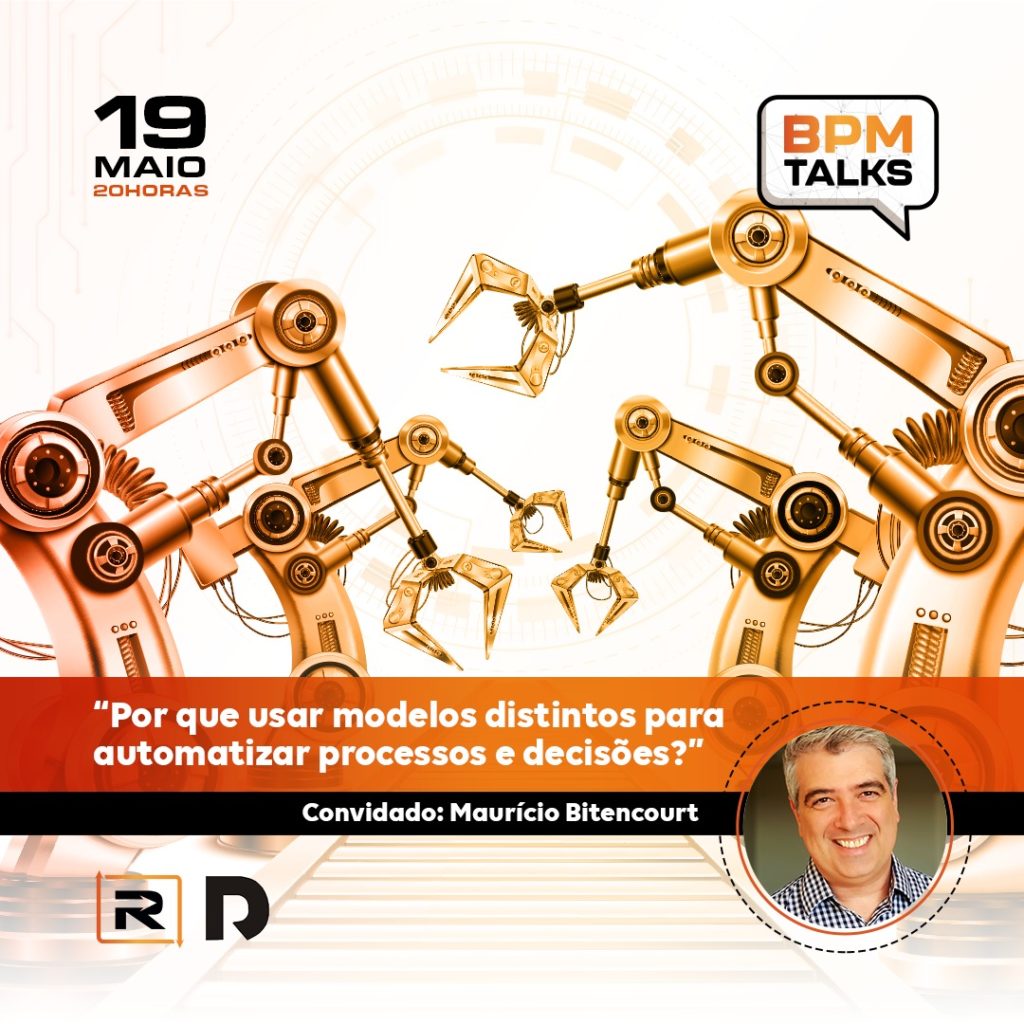 19
MAIO
20HORAS
BPM
TALKS
“Por que usar modelos distintos para
automatizar processos e decisões?”
Convidado: Maurício Bitencourt
R D